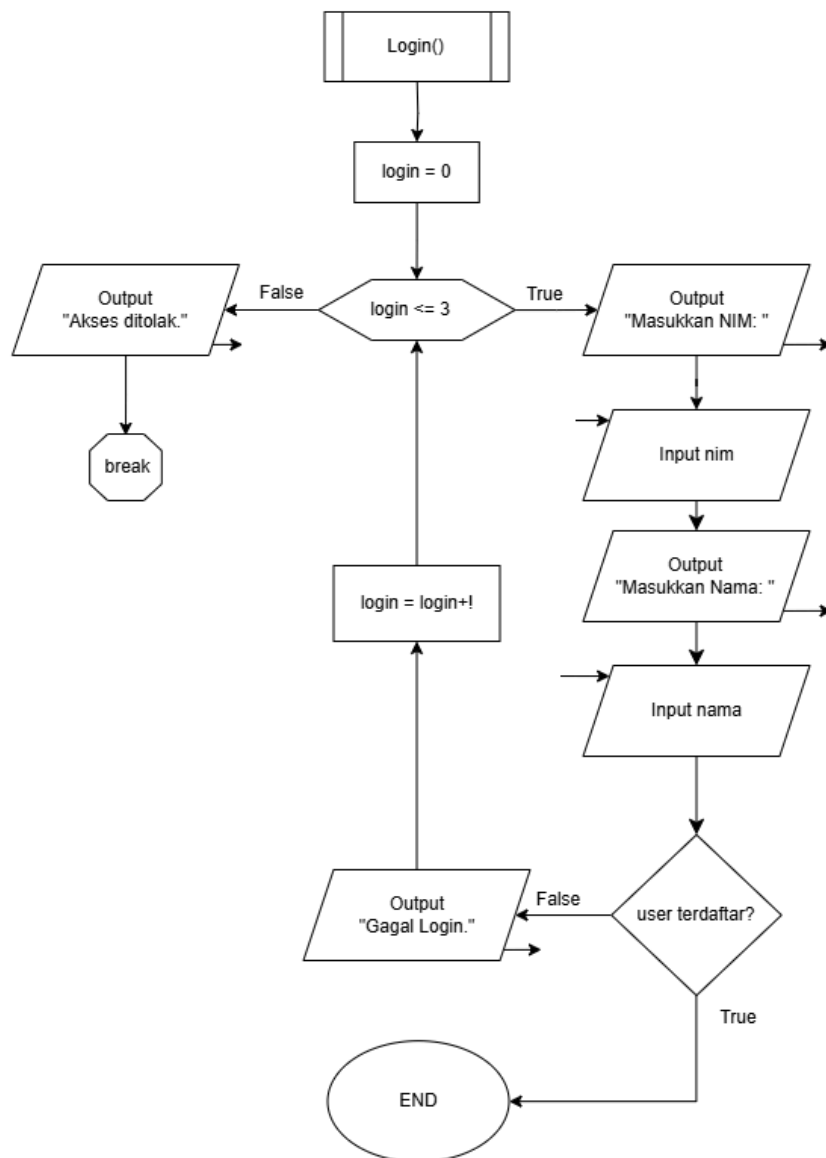 Login()
login = 0
login <= 3
False
True
Output
"Akses ditolak."
break
Output
"Masukkan NIM: "
Input nim
Output
"Masukkan Nama: "
Input nama
user terdaftar?
False
True
Output
"Gagal Login."
login = login+!
END